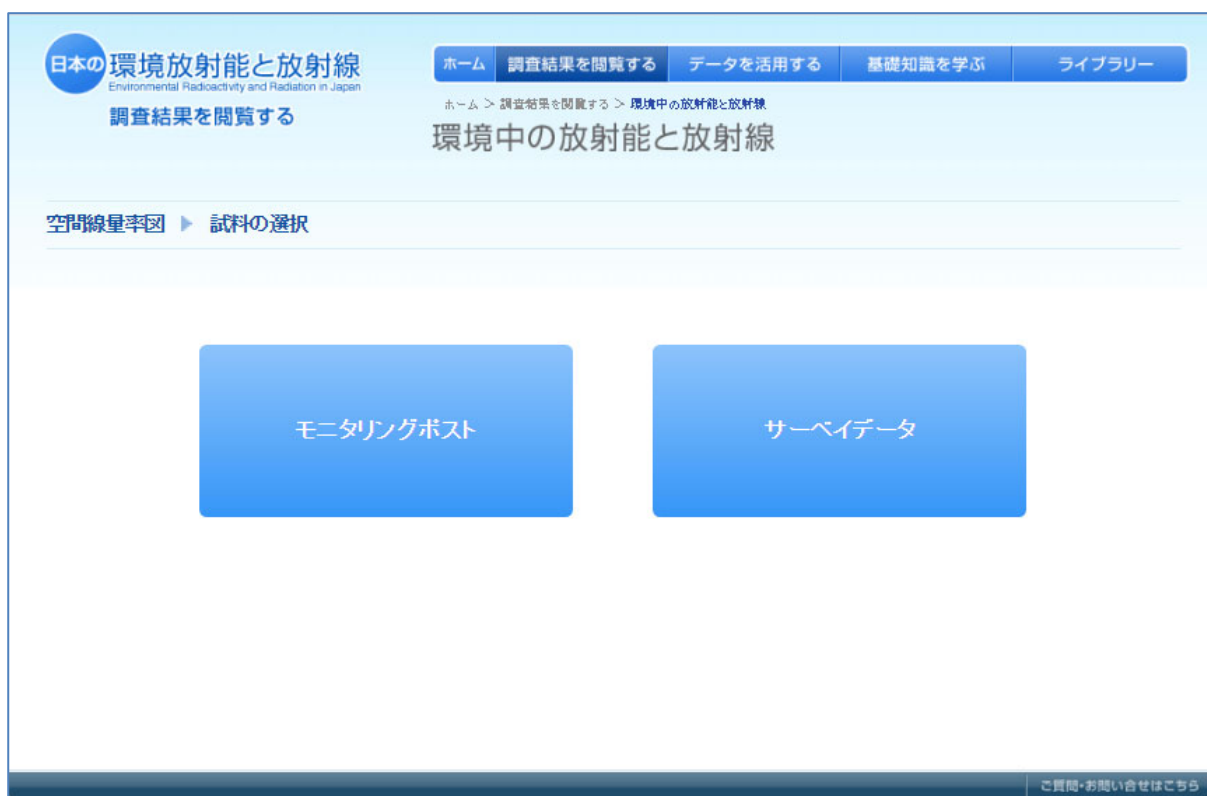 日本の環境放射能と放射線
Environmental Radioactivity and Radiation in Japan
調査結果を閲覧する
ホーム 調査結果を閲覧する データを活用する 基礎知識を学ぶ ライブラリー
ホーム > 調査結果を閲覧する > 環境中の放射能と放射線
環境中の放射能と放射線
空間線量率図 ▶ 試料の選択
モニタリングポスト
サーベイデータ
ご質問・お問い合せはこちら